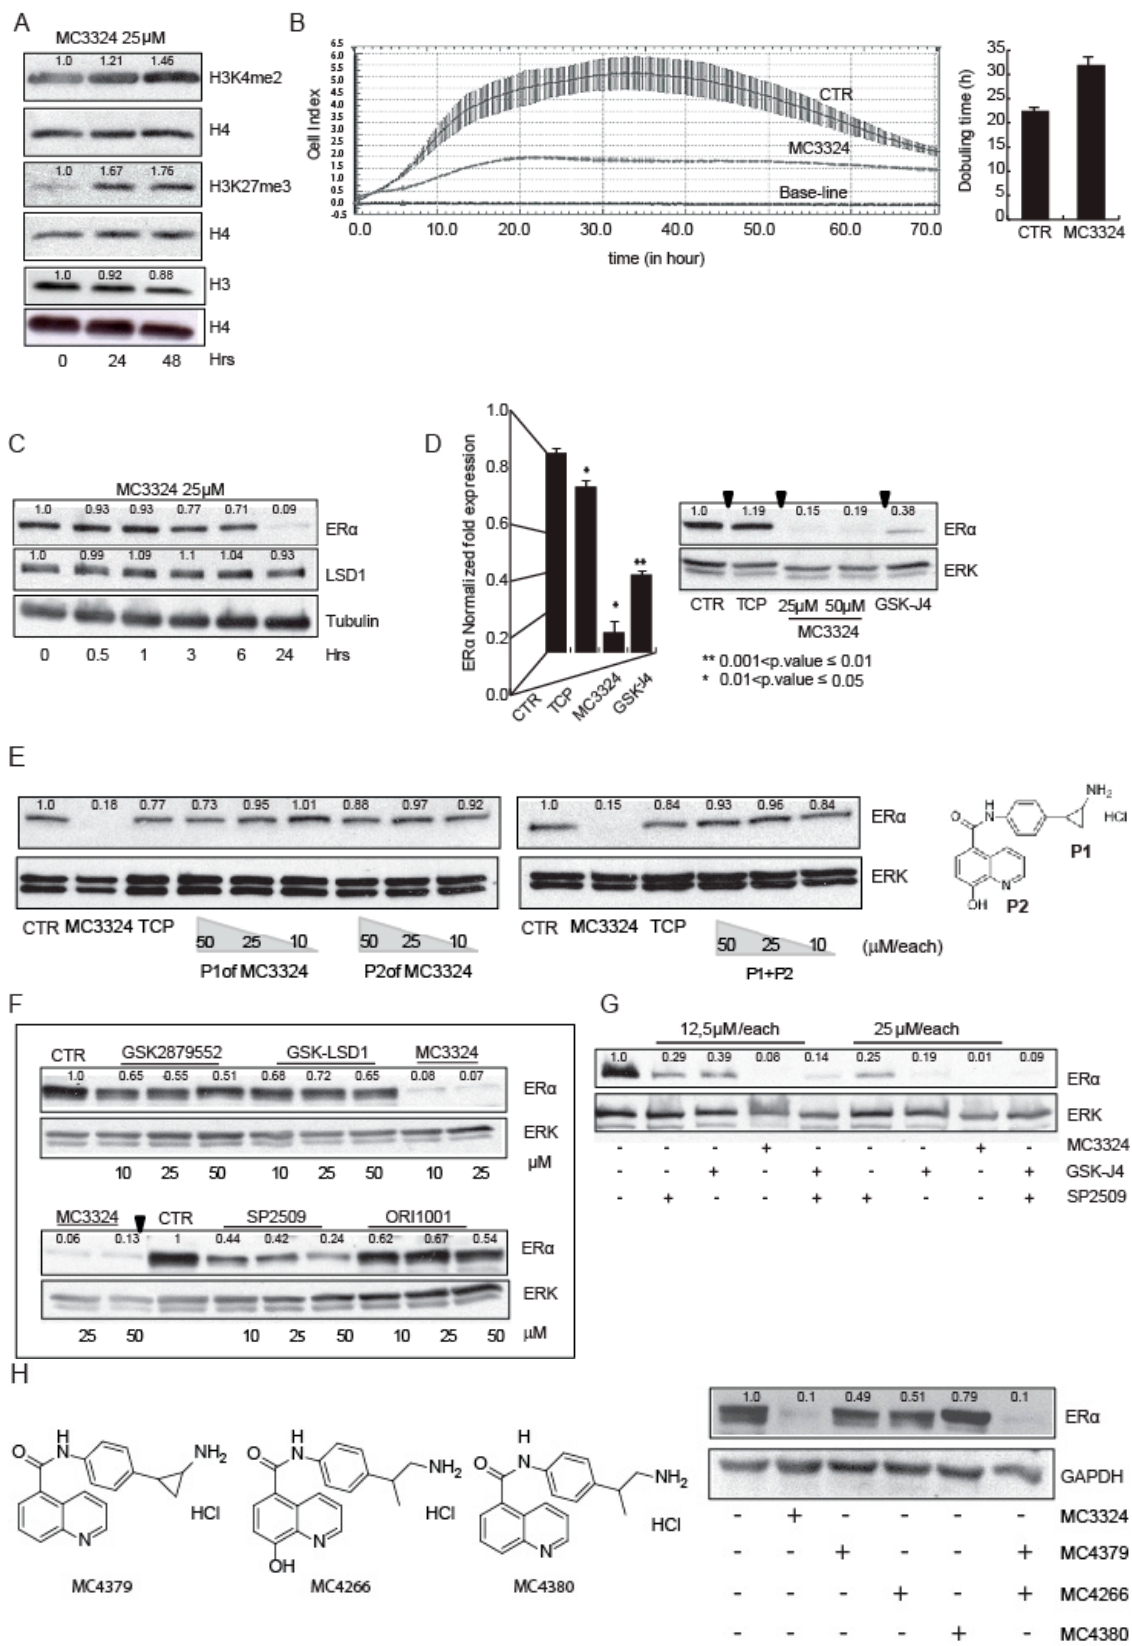 A
MC3324 25µM
1.0 1.21 1.46
H3K4me2
H4
1.0 1.67 1.76
H3K27me3
H4
1.0 0.92 0.88
H3
H4
0 24 48 Hrs
B
Cell Index
6.5
6.0
5.5
5.0
4.5
4.0
3.5
3.0
2.5
2.0
1.5
1.0
0.5
0.0
-0.5
CTR
MC3324
Base-line
0.0 10.0 20.0 30.0 40.0 50.0 60.0 70.0
time (in hour)
Dobuling time (h)
35
30
25
20
15
10
5
0
CTR MC3324
C
MC3324 25µM
1.0 0.93 0.93 0.77 0.71 0.09
ERα
1.0 0.99 1.09 1.1 1.04 0.93
LSD1
Tubulin
0 0.5 1 3 6 24 Hrs
D
ERα Normalized fold expression
1.0
0.8
0.6
0.4
0.2
0.0
*
*
**
CTR TCP MC3324 GSK-J4
1.0 1.19 0.15 0.19 0.38
ERα
ERK
CTR TCP 25µM 50µM GSK-J4
MC3324
** 0.001<p.value ≤ 0.01
* 0.01<p.value ≤ 0.05
E
1.0 0.18 0.77 0.73 0.95 1.01 0.88 0.97 0.92
1.0 0.15 0.84 0.93 0.96 0.84
ERα
ERK
CTR MC3324 TCP
50 25 10
P1of MC3324
50 25 10
P2of MC3324
CTR MC3324 TCP
50 25 10
(µM/each)
P1+P2
NH2
HCl
H
N
O
P1
N
OH
P2
F
CTR GSK2879552 GSK-LSD1 MC3324
1.0 0.65 0.55 0.51 0.68 0.72 0.65 0.08 0.07
ERα
ERK
10 25 50 10 25 50 10 25 µM
MC3324 CTR SP2509 ORI1001
0.06 0.13 1 0.44 0.42 0.24 0.62 0.67 0.54
ERα
ERK
25 50 10 25 50 10 25 50 µM
G
12,5µM/each 25 µM/each
1.0 0.29 0.39 0.08 0.14 0.25 0.19 0.01 0.09
ERα
ERK
- - - + - - - + - MC3324
- - + - + - + - + GSK-J4
- + - - + + - - + SP2509
H
O
H
N
NH2
HCl
N
MC4379
O
H
N
NH2
HCl
N
OH
MC4266
O
H
N
NH2
HCl
N
MC4380
1.0 0.1 0.49 0.51 0.79 0.1
ERα
GAPDH
- + - - - - MC3324
- - + - - + MC4379
- - - + - + MC4266
- - - - + - MC4380